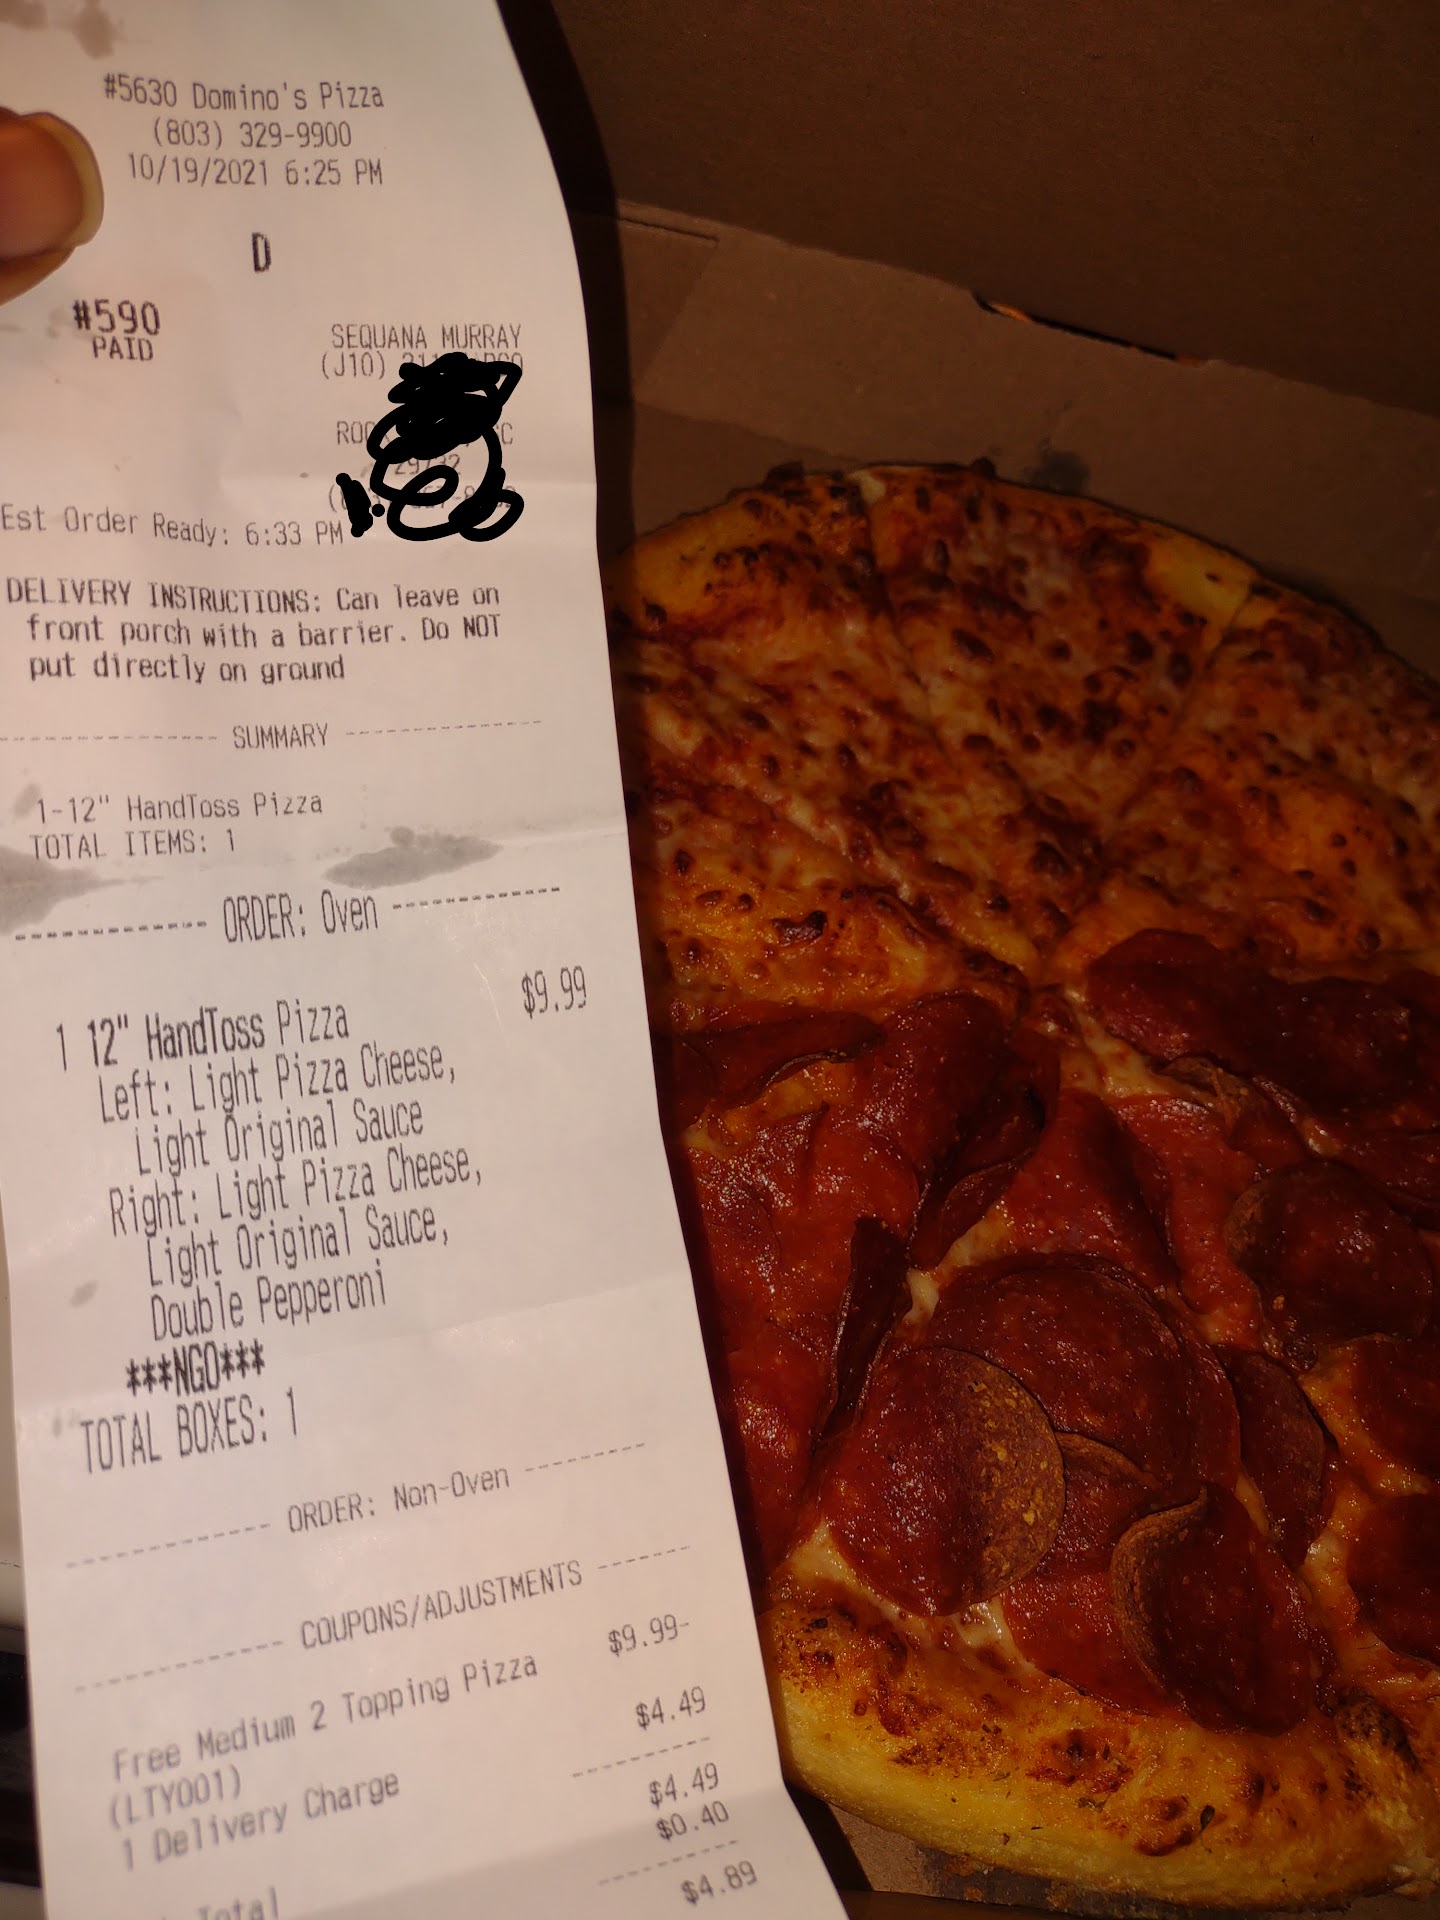 #5630 Domino's Pizza
(803) 329-9900
10/19/2021 6:25 PM
D
#590
PAID
SEQUANA MURRAY
(J10)
SC
Est Order Ready: 6:33 PM
DELIVERY INSTRUCTIONS: Can leave on
front porch with a barrier. Do NOT
put directly on ground
SUMMARY
1-12" HandToss Pizza
TOTAL ITEMS: 1
ORDER: Oven
1 12" HandToss Pizza $9.99
Left: Light Pizza Cheese,
Light Original Sauce
Right: Light Pizza Cheese,
Light Original Sauce,
Double Pepperoni
***NGO***
TOTAL BOXES: 1
ORDER: Non-Oven
COUPONS/ADJUSTMENTS
Free Medium 2 Topping Pizza $9.99-
(LTY001)
1 Delivery Charge $4.49
$4.49
$0.40
Total $4.89